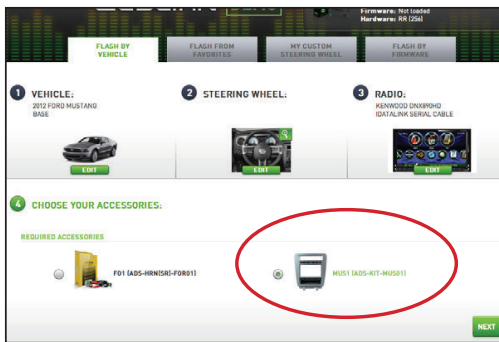 Firmware: Not loaded
Hardware: RR (256)
FLASH BY
VEHICLE
FLASH FROM
FAVORITES
MY CUSTOM
STEERING WHEEL
FLASH BY
FIRMWARE
1 VEHICLE:
2012 FORD MUSTANG
BASE
EDIT
2 STEERING WHEEL:
EDIT
3 RADIO:
KENWOOD DNX890HD
IDATALINK SERIAL CABLE
EDIT
4 CHOOSE YOUR ACCESSORIES:
REQUIRED ACCESSORIES
FO1 (ADS-HRN(SR)-FOR01)
MUS1 (ADS-KIT-MUS01)
NEXT